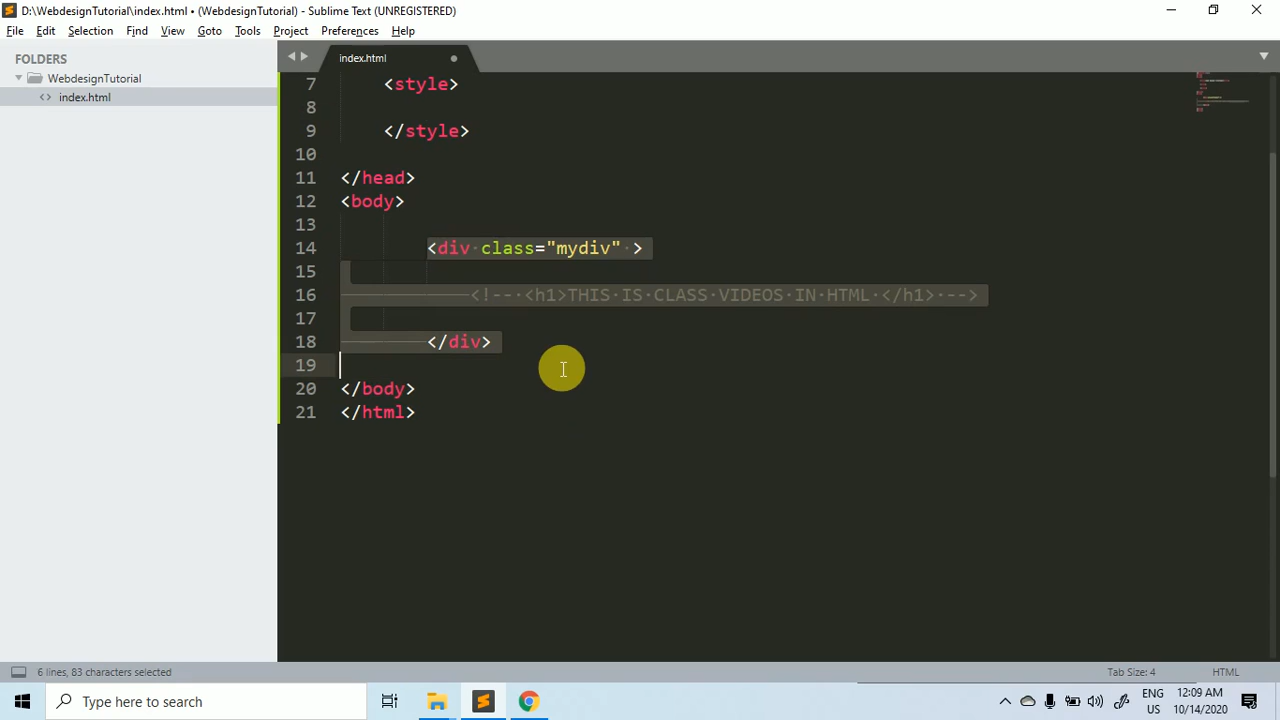 D:\WebdesignTutorial\index.html • (WebdesignTutorial) - Sublime Text (UNREGISTERED)
File Edit Selection Find View Goto Tools Project Preferences Help
FOLDERS
WebdesignTutorial
<> index.html
index.html
7 <style>
8
9 </style>
10
11 </head>
12 <body>
13
14 <div class="mydiv" >
15
16 <!-- <h1>THIS IS CLASS VIDEOS IN HTML </h1> -->
17
18 </div>
19
20 </body>
21 </html>
6 lines, 83 characters selected Tab Size: 4 HTML
Type here to search
ENG 12:09 AM
US 10/14/2020